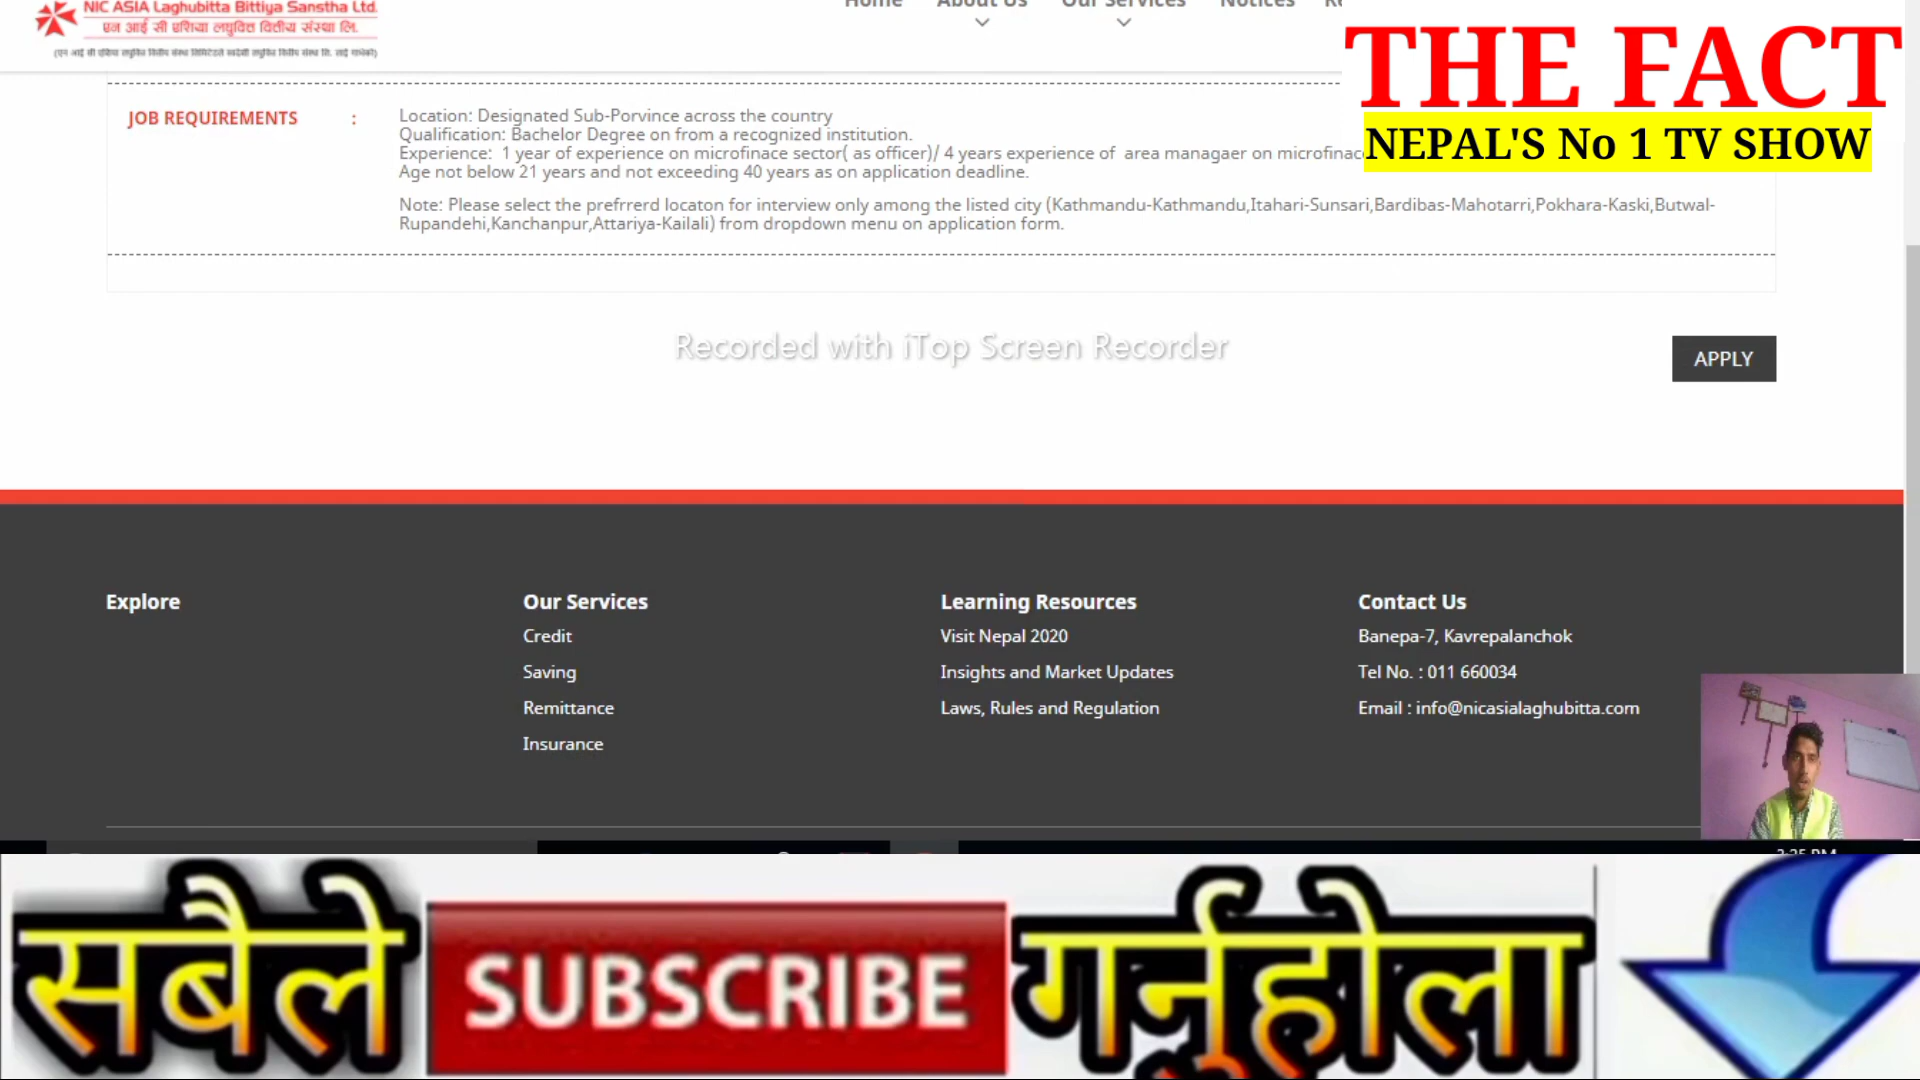 NIC ASIA Laghubitta Bittiya Sanstha Ltd.
एन आई सी एशिया लघुवित्त वित्तीय संस्था लि.
Home About Us Our Services Notices
THE FACT
NEPAL'S No 1 TV SHOW
JOB REQUIREMENTS :
Location: Designated Sub-Porvince across the country
Qualification: Bachelor Degree on from a recognized institution.
Experience: 1 year of experience on microfinace sector( as officer)/ 4 years experience of area managaer on microfinac
Age not below 21 years and not exceeding 40 years as on application deadline.
Note: Please select the prefrrerd locaton for interview only among the listed city (Kathmandu-Kathmandu,Itahari-Sunsari,Bardibas-Mahotarri,Pokhara-Kaski,Butwal-
Rupandehi,Kanchanpur,Attariya-Kailali) from dropdown menu on application form.
Recorded with iTop Screen Recorder
APPLY
Explore
Our Services
Credit
Saving
Remittance
Insurance
Learning Resources
Visit Nepal 2020
Insights and Market Updates
Laws, Rules and Regulation
Contact Us
Banepa-7, Kavrepalanchok
Tel No. : 011 660034
Email : info@nicasialaghubitta.com
सबैले SUBSCRIBE गर्नुहोला